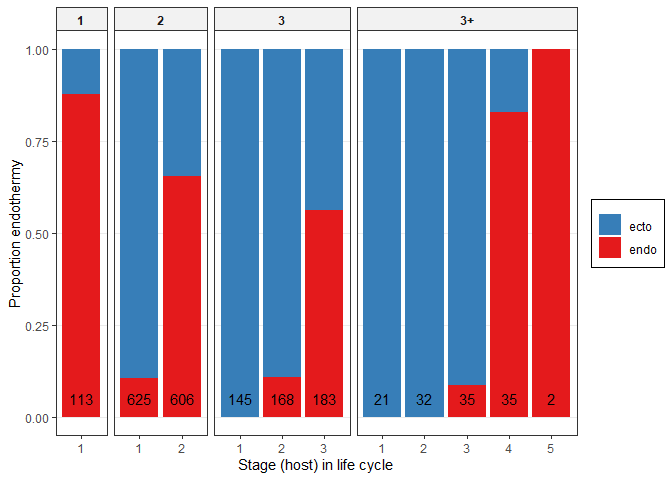 1 2 3 3+
1.00
0.75
0.50
0.25
0.00
Proportion endothermy
113 625 606 145 168 183 21 32 35 35 2
1 1 2 1 2 3 1 2 3 4 5
Stage (host) in life cycle
ecto
endo